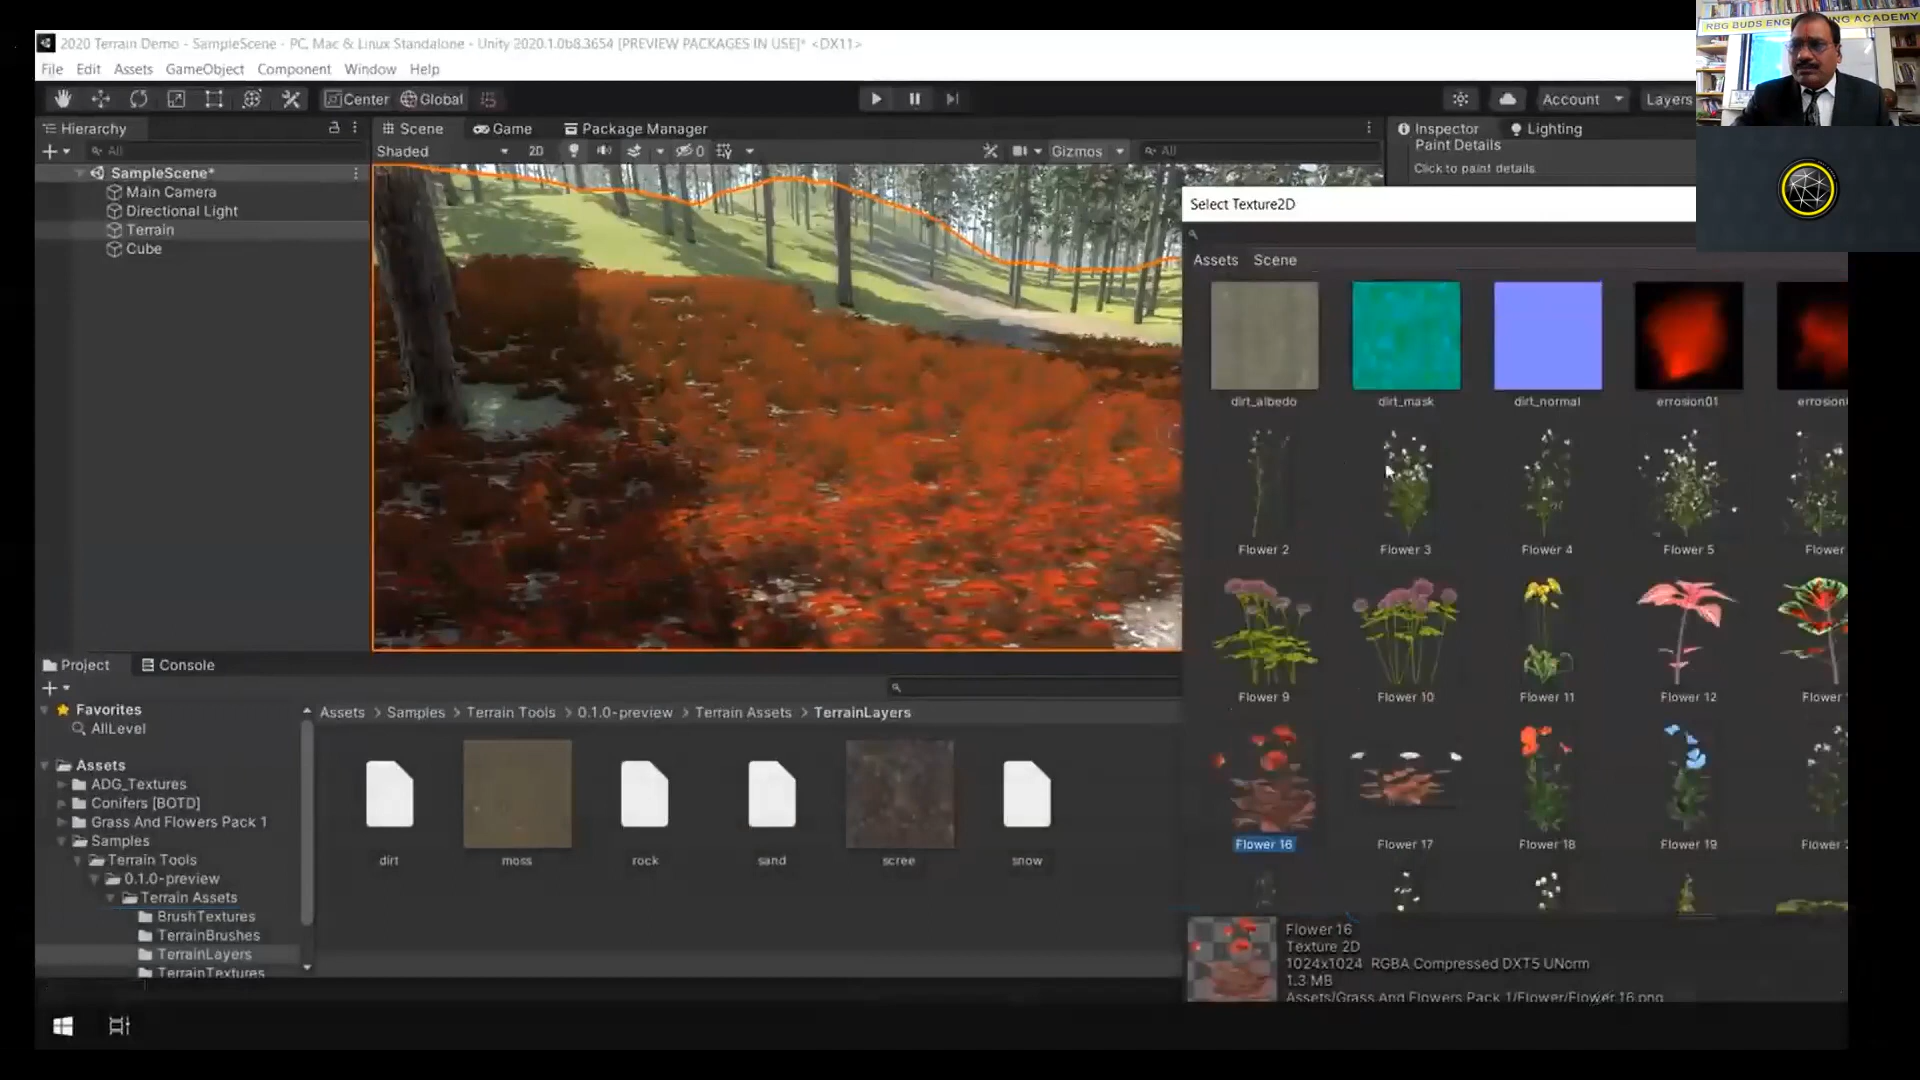 RBG BUDS ENGINEERING ACADEMY
2020 Terrain Demo - SampleScene - PC, Mac & Linux Standalone - Unity 2020.1.0b8.3654 [PREVIEW PACKAGES IN USE]* <DX11>
File Edit Assets GameObject Component Window Help
Center Global Account Layers
Hierarchy Scene Game Package Manager Inspector Lighting
All Shaded 2D 0 Gizmos All Paint Details
Click to paint details
SampleScene*
Main Camera
Directional Light
Terrain
Cube
Select Texture2D
Assets Scene
dirt_albedo dirt_mask dirt_normal errosion01 errosion
Flower 2 Flower 3 Flower 4 Flower 5 Flower
Flower 9 Flower 10 Flower 11 Flower 12 Flower
Flower 16 Flower 17 Flower 18 Flower 19 Flower
Flower 16
Texture 2D
1024x1024 RGBA Compressed DXT5 UNorm
1.3 MB
Assets/Grass And Flowers Pack 1/Flower/Flower 16.png
Project Console
Favorites
AllLevel
Assets
ADG_Textures
Conifers [BOTD]
Grass And Flowers Pack 1
Samples
Terrain Tools
0.1.0-preview
Terrain Assets
BrushTextures
TerrainBrushes
TerrainLayers
TerrainTextures
Assets > Samples > Terrain Tools > 0.1.0-preview > Terrain Assets > TerrainLayers
dirt moss rock sand scree snow